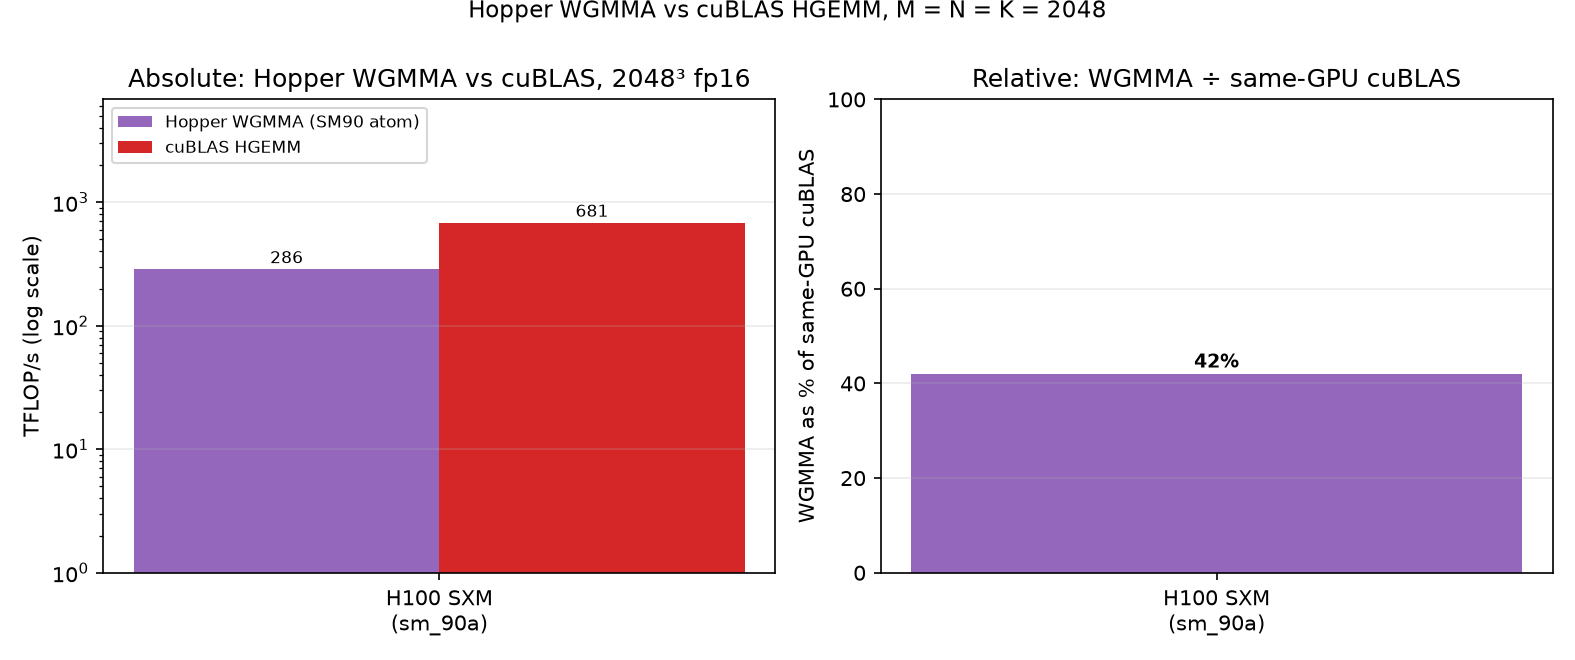 Hopper WGMMA vs cuBLAS HGEMM, M = N = K = 2048
Absolute: Hopper WGMMA vs cuBLAS, 2048³ fp16
Hopper WGMMA (SM90 atom)
cuBLAS HGEMM
TFLOP/s (log scale)
10³
10²
10¹
10⁰
286
681
H100 SXM
(sm_90a)
Relative: WGMMA ÷ same-GPU cuBLAS
WGMMA as % of same-GPU cuBLAS
100
80
60
40
20
0
42%
H100 SXM
(sm_90a)